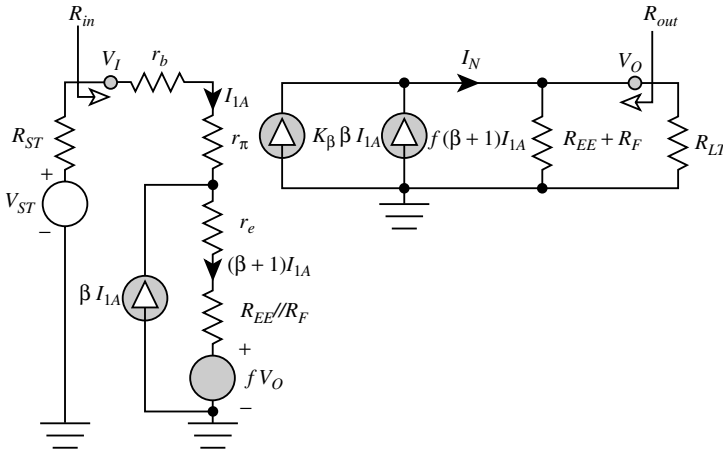 R_in
R_out
V_I
r_b
I_N
V_O
I_1A
R_ST
r_π
K_β β I_1A
f(β+1)I_1A
R_EE + R_F
R_LT
+
V_ST
−
r_e
(β+1)I_1A
β I_1A
R_EE//R_F
+
f V_O
−